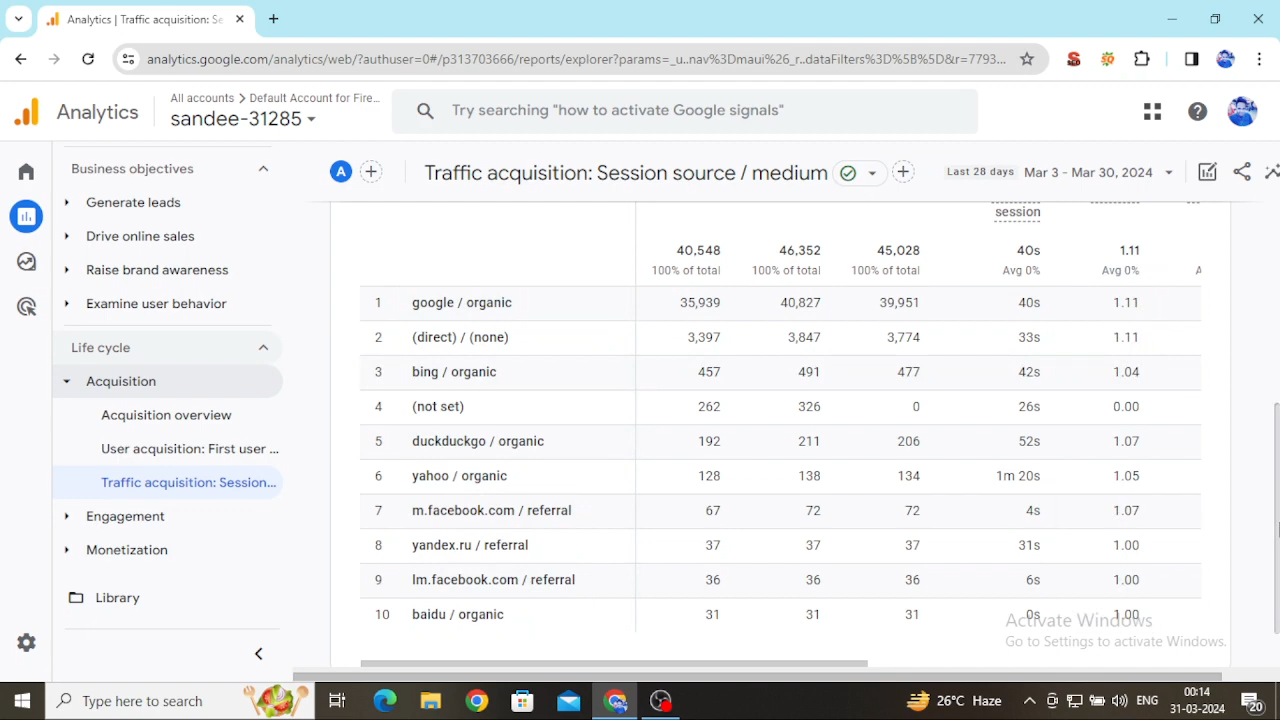 Analytics | Traffic acquisition: Se
analytics.google.com/analytics/web/?authuser=0#/p313703666/reports/explorer?params=_u..nav%3Dmaui%26_r..dataFilters%3D%5B%5D&r=7793...
Analytics
All accounts > Default Account for Fire...
sandee-31285
Try searching "how to activate Google signals"
Business objectives
Generate leads
Drive online sales
Raise brand awareness
Examine user behavior
Life cycle
Acquisition
Acquisition overview
User acquisition: First user ...
Traffic acquisition: Session...
Engagement
Monetization
Library
A
Traffic acquisition: Session source / medium
Last 28 days Mar 3 - Mar 30, 2024
session
40,548 46,352 45,028 40s 1.11
100% of total 100% of total 100% of total Avg 0% Avg 0% A
1 google / organic 35,939 40,827 39,951 40s 1.11
2 (direct) / (none) 3,397 3,847 3,774 33s 1.11
3 bing / organic 457 491 477 42s 1.04
4 (not set) 262 326 0 26s 0.00
5 duckduckgo / organic 192 211 206 52s 1.07
6 yahoo / organic 128 138 134 1m 20s 1.05
7 m.facebook.com / referral 67 72 72 4s 1.07
8 yandex.ru / referral 37 37 37 31s 1.00
9 lm.facebook.com / referral 36 36 36 6s 1.00
10 baidu / organic 31 31 31 0s 1.00
Activate Windows
Go to Settings to activate Windows.
Type here to search
26°C Haze
ENG
00:14
31-03-2024
20